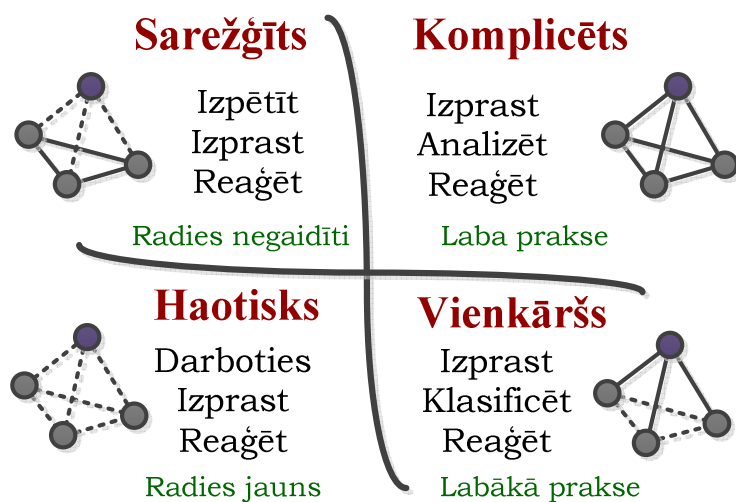 Sarežģīts
Izpētīt
Izprast
Reaģēt
Radies negaidīti
Komplicēts
Izprast
Analizēt
Reaģēt
Laba prakse
Haotisks
Darboties
Izprast
Reaģēt
Radies jauns
Vienkāršs
Izprast
Klasificēt
Reaģēt
Labākā prakse